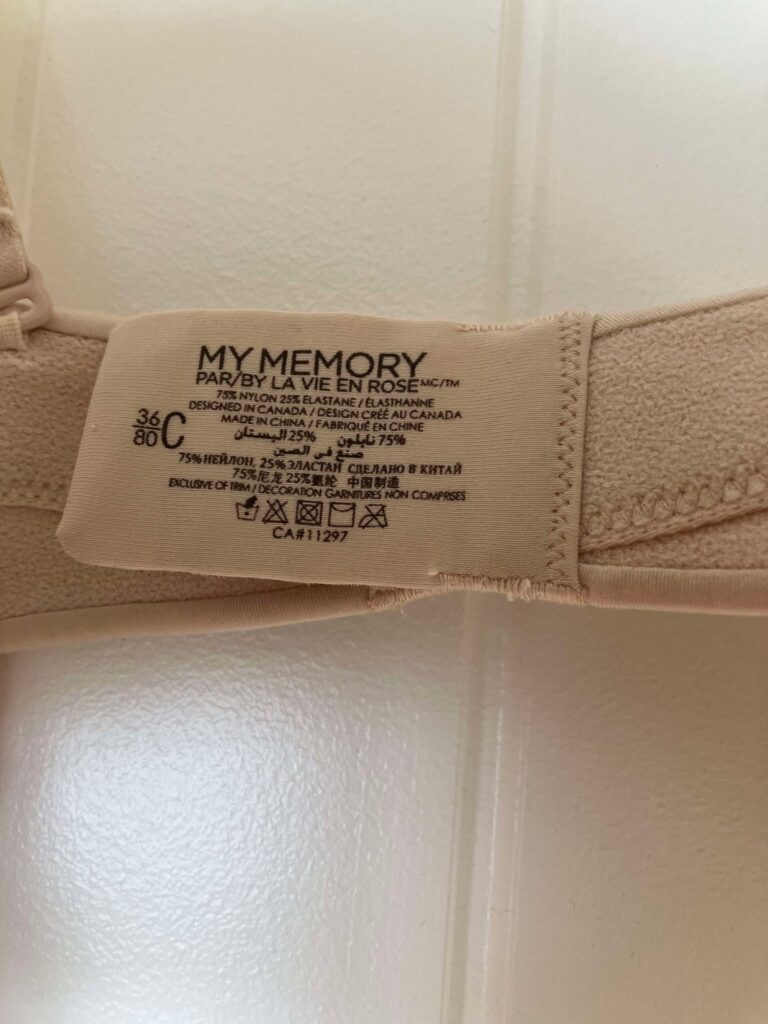 MY MEMORY
PAR/BY LA VIE EN ROSE MC/TM
75% NYLON 25% ELASTANE / ÉLASTHANNE
DESIGNED IN CANADA / DESIGN CRÉÉ AU CANADA
MADE IN CHINA / FABRIQUÉ EN CHINE
36
80 C
75% نايلون 25% اليستان
صنع في الصين
75% НЕЙЛОН, 25% ЭЛАСТАН СДЕЛАНО В КИТАЙ
75%尼龙 25%氨纶 中国制造
EXCLUSIVE OF TRIM / DECORATION GARNITURES NON COMPRISES
CA#11297